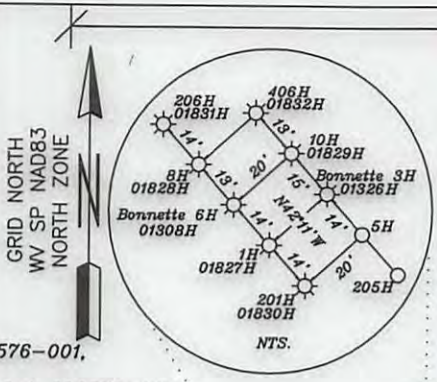 GRID NORTH
WV SP NAD83
NORTH ZONE
N
206H
01831H
406H
01832H
14'
13'
8H
01828H
13'
20'
10H
01829H
15'
Bonnette 3H
01326H
Bonnette 6H
01308H
N42°11'W
14'
14'
5H
1H
01827H
14'
20'
205H
201H
01830H
NTS.
576-001,